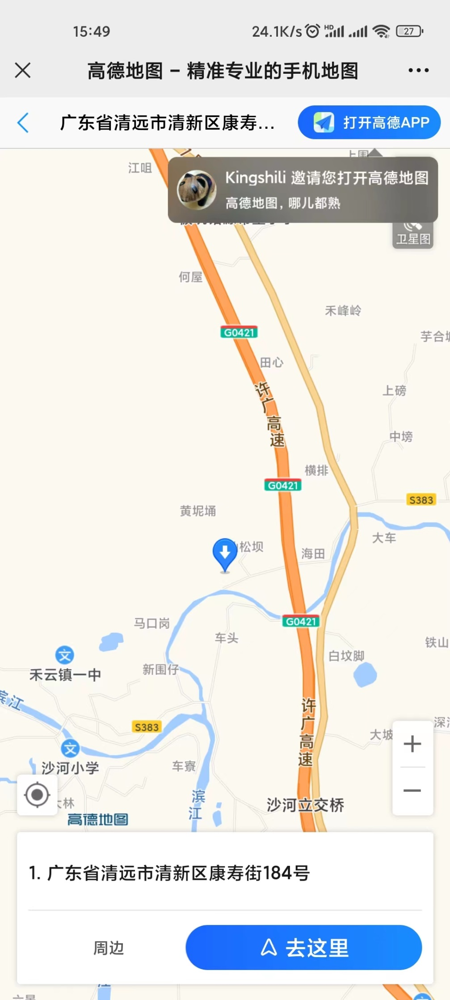 15:49
24.1K/s
HD
27
高德地图 – 精准专业的手机地图
广东省清远市清新区康寿...
打开高德APP
上围
江咀
Kingshili 邀请您打开高德地图
高德地图，哪儿都熟
卫星图
何屋
禾峰岭
G0421
芋合
田心
许广高速
上磅
中塝
横排
G0421
S383
黄坭埇
大车
松坝
海田
G0421
马口岗
车头
铁山
白坟脚
文
新围仔
禾云镇一中
滨江
许广高速
S383
深
大坡
文
沙河小学
车寮
滨江
沙河立交桥
大林
高德地图
1. 广东省清远市清新区康寿街184号
周边
去这里
江